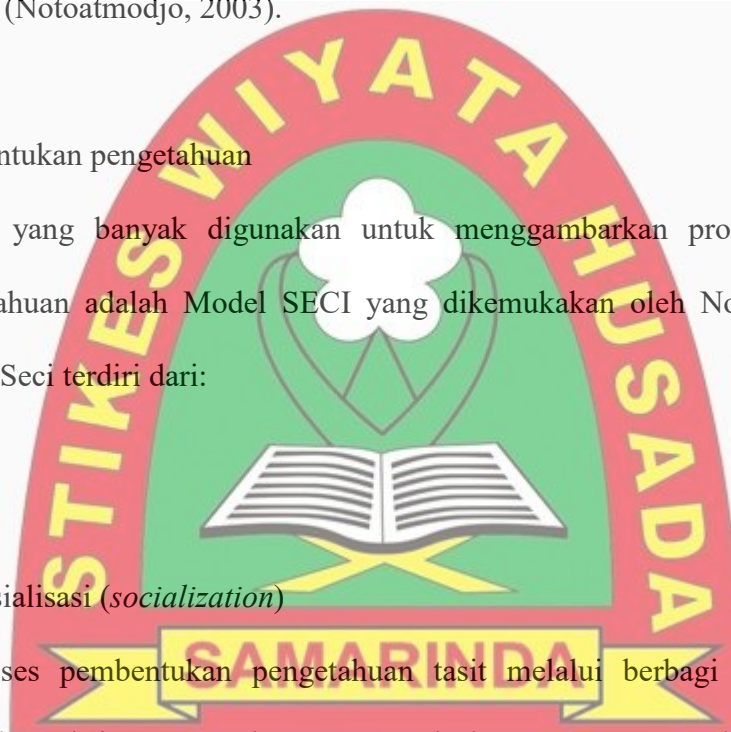 (Notoatmodjo, 2003).
ntukan pengetahuan
yang banyak digunakan untuk menggambarkan pro
ahuan adalah Model SECI yang dikemukakan oleh No
Seci terdiri dari:
sialisasi (socialization)
ses pembentukan pengetahuan tasit melalui berbagi
STIKES WIYATA HUSADA
SAMARINDA